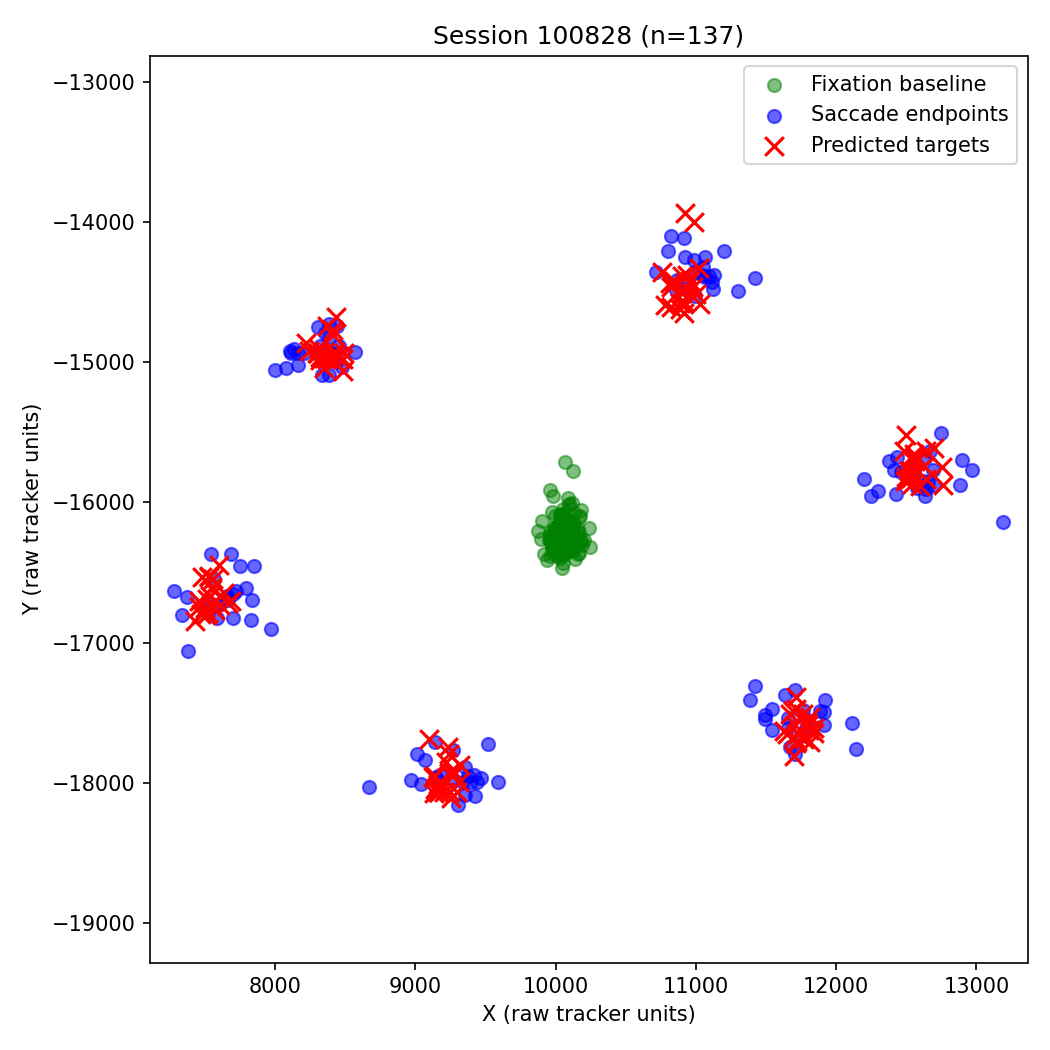 Session 100828 (n=137)
Fixation baseline
Saccade endpoints
Predicted targets
−13000
−14000
−15000
−16000
−17000
−18000
−19000
Y (raw tracker units)
8000 9000 10000 11000 12000 13000
X (raw tracker units)